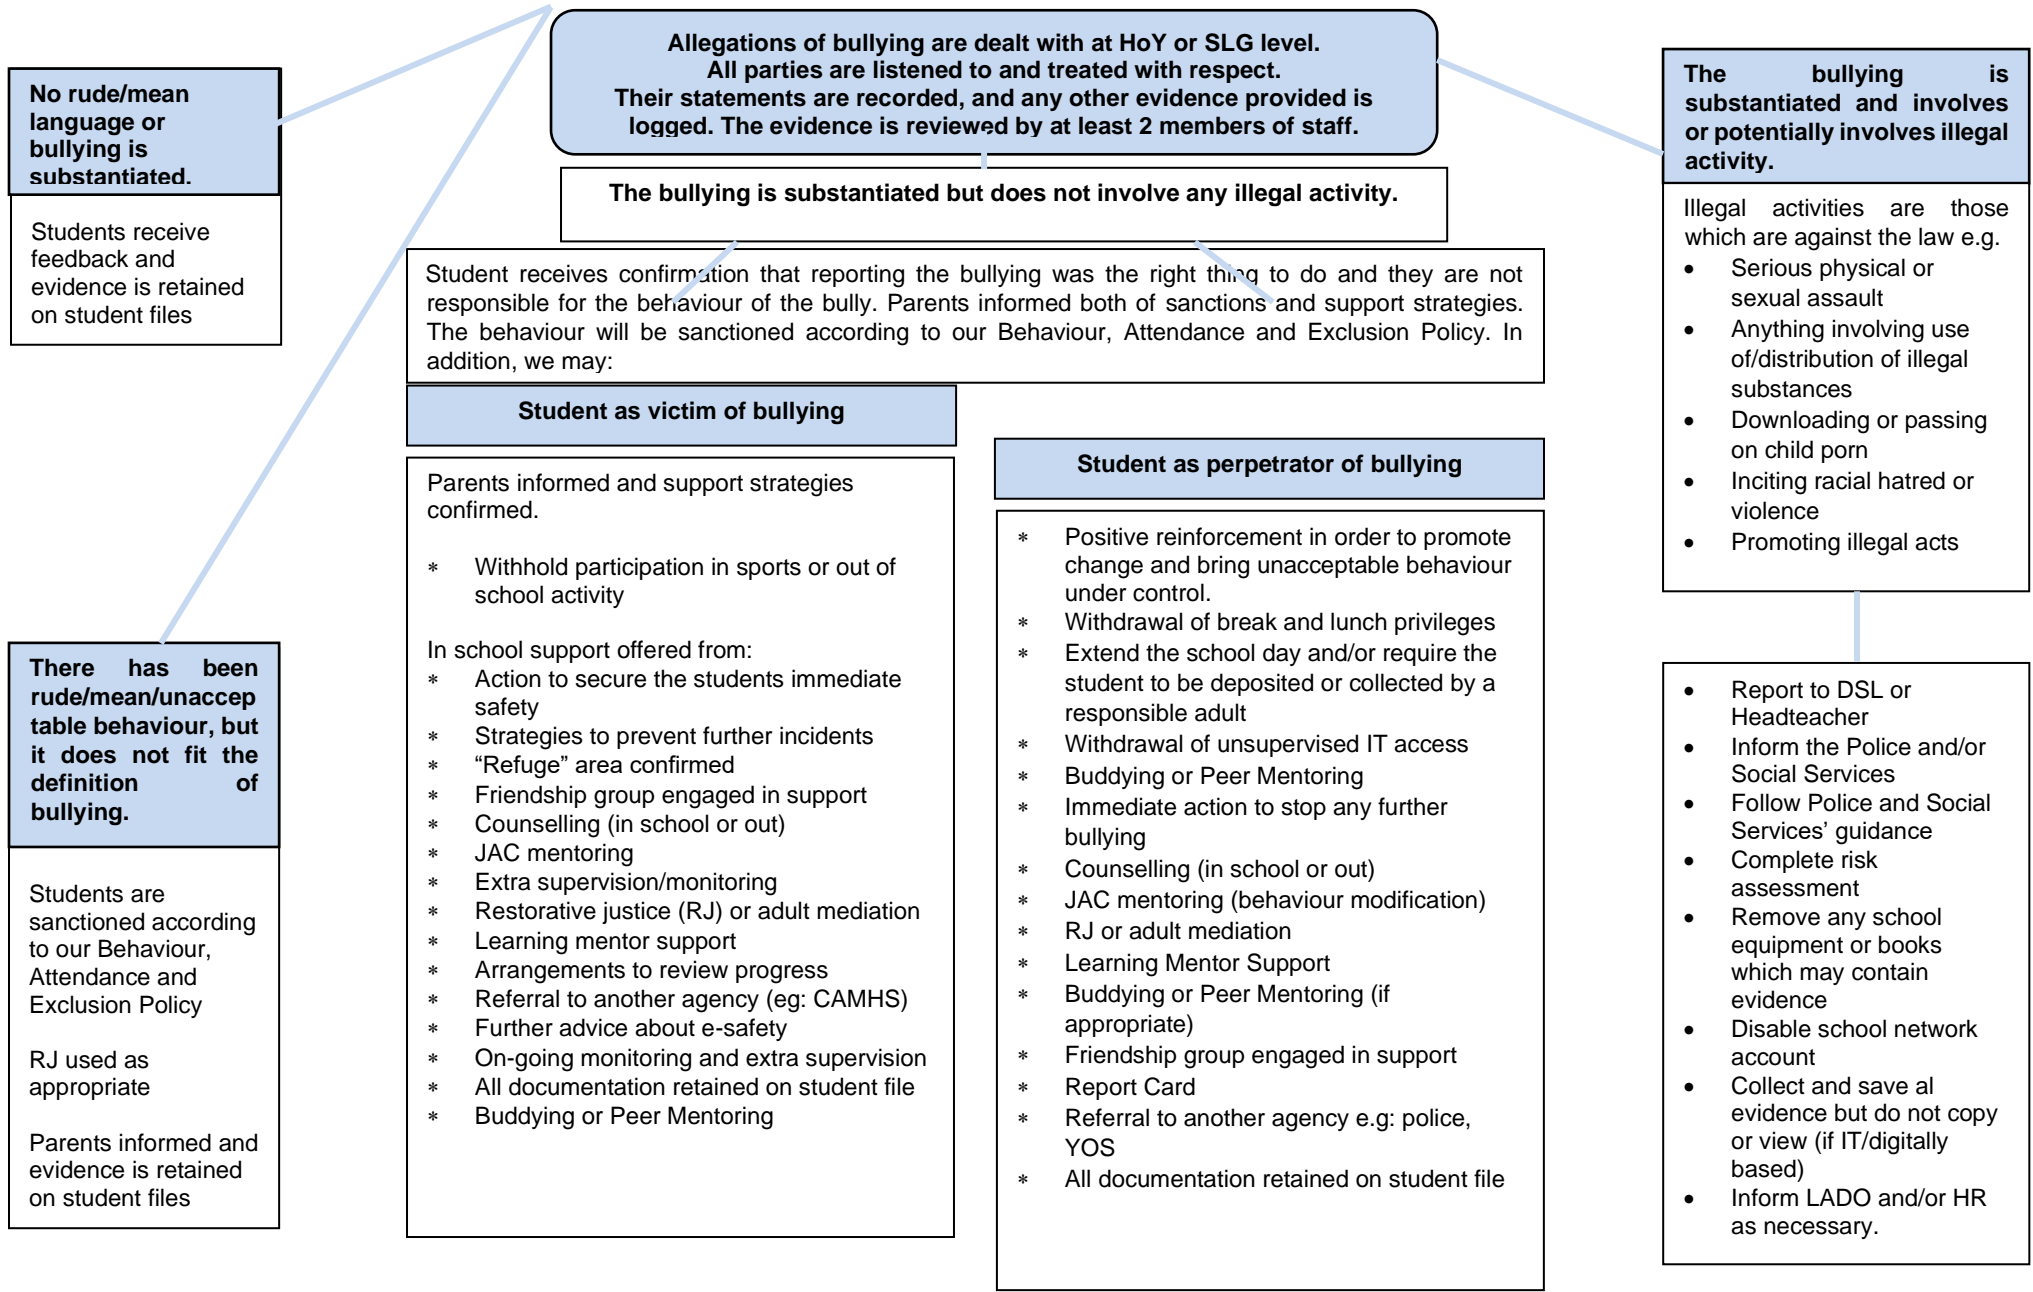 Allegations of bullying are dealt with at HoY or SLG level.
All parties are listened to and treated with respect.
Their statements are recorded, and any other evidence provided is
logged. The evidence is reviewed by at least 2 members of staff.
No rude/mean
language or
bullying is
substantiated.
Students receive
feedback and
evidence is retained
on student files
There has been
rude/mean/unaccep
table behaviour, but
it does not fit the
definition of
bullying.
Students are
sanctioned according
to our Behaviour,
Attendance and
Exclusion Policy
RJ used as
appropriate
Parents informed and
evidence is retained
on student files
The bullying is substantiated but does not involve any illegal activity.
Student receives confirmation that reporting the bullying was the right thing to do and they are not
responsible for the behaviour of the bully. Parents informed both of sanctions and support strategies.
The behaviour will be sanctioned according to our Behaviour, Attendance and Exclusion Policy. In
addition, we may:
Student as victim of bullying
Parents informed and support strategies
confirmed.
* Withhold participation in sports or out of
school activity
In school support offered from:
* Action to secure the students immediate
safety
* Strategies to prevent further incidents
* “Refuge” area confirmed
* Friendship group engaged in support
* Counselling (in school or out)
* JAC mentoring
* Extra supervision/monitoring
* Restorative justice (RJ) or adult mediation
* Learning mentor support
* Arrangements to review progress
* Referral to another agency (eg: CAMHS)
* Further advice about e-safety
* On-going monitoring and extra supervision
* All documentation retained on student file
* Buddying or Peer Mentoring
Student as perpetrator of bullying
* Positive reinforcement in order to promote
change and bring unacceptable behaviour
under control.
* Withdrawal of break and lunch privileges
* Extend the school day and/or require the
student to be deposited or collected by a
responsible adult
* Withdrawal of unsupervised IT access
* Buddying or Peer Mentoring
* Immediate action to stop any further
bullying
* Counselling (in school or out)
* JAC mentoring (behaviour modification)
* RJ or adult mediation
* Learning Mentor Support
* Buddying or Peer Mentoring (if
appropriate)
* Friendship group engaged in support
* Report Card
* Referral to another agency e.g: police,
YOS
* All documentation retained on student file
The bullying is
substantiated and involves
or potentially involves illegal
activity.
Illegal activities are those
which are against the law e.g.
• Serious physical or
sexual assault
• Anything involving use
of/distribution of illegal
substances
• Downloading or passing
on child porn
• Inciting racial hatred or
violence
• Promoting illegal acts
• Report to DSL or
Headteacher
• Inform the Police and/or
Social Services
• Follow Police and Social
Services’ guidance
• Complete risk
assessment
• Remove any school
equipment or books
which may contain
evidence
• Disable school network
account
• Collect and save al
evidence but do not copy
or view (if IT/digitally
based)
• Inform LADO and/or HR
as necessary.